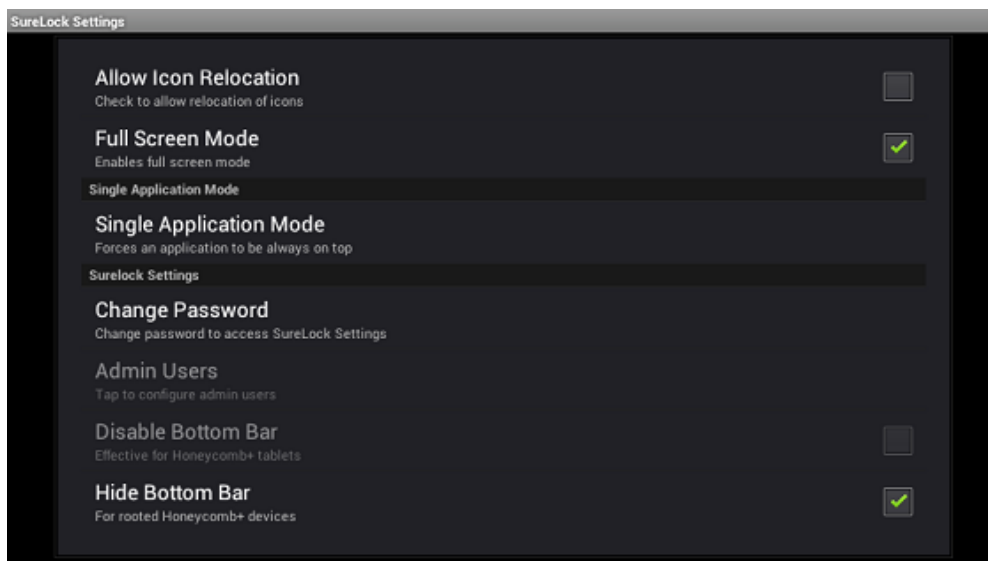 SureLock Settings
Allow Icon Relocation
Check to allow relocation of icons
Full Screen Mode
Enables full screen mode
Single Application Mode
Single Application Mode
Forces an application to be always on top
Surelock Settings
Change Password
Change password to access SureLock Settings
Admin Users
Tap to configure admin users
Disable Bottom Bar
Effective for Honeycomb+ tablets
Hide Bottom Bar
For rooted Honeycomb+ devices